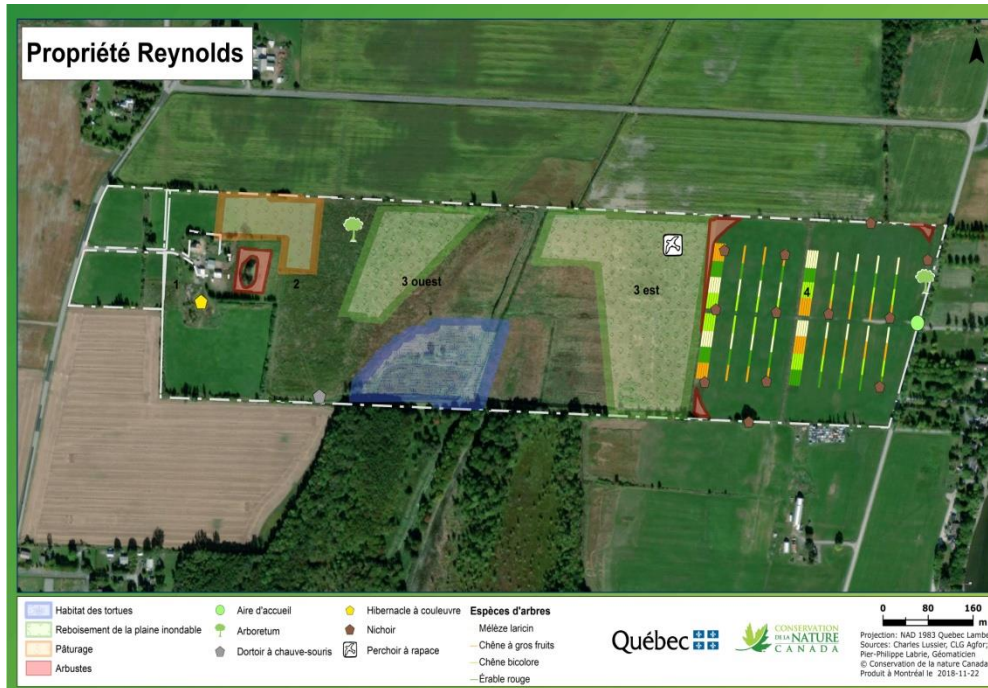 Propriété Reynolds
N
1
2
3 ouest
3 est
4
Habitat des tortues
Reboisement de la plaine inondable
Pâturage
Arbustes
Aire d'accueil
Arboretum
Dortoir à chauve-souris
Hibernacle à couleuvre
Nichoir
Perchoir à rapace
Espèces d'arbres
Mélèze laricin
Chêne à gros fruits
Chêne bicolore
Érable rouge
Québec
CONSERVATION
DE LA NATURE
CANADA
0 80 160
m
Projection: NAD 1983 Quebec Lambe
Sources: Charles Lussier, CLG Agfor;
Pier-Philippe Labrie, Géomaticien
© Conservation de la nature Canada
Produit à Montréal le 2018-11-22